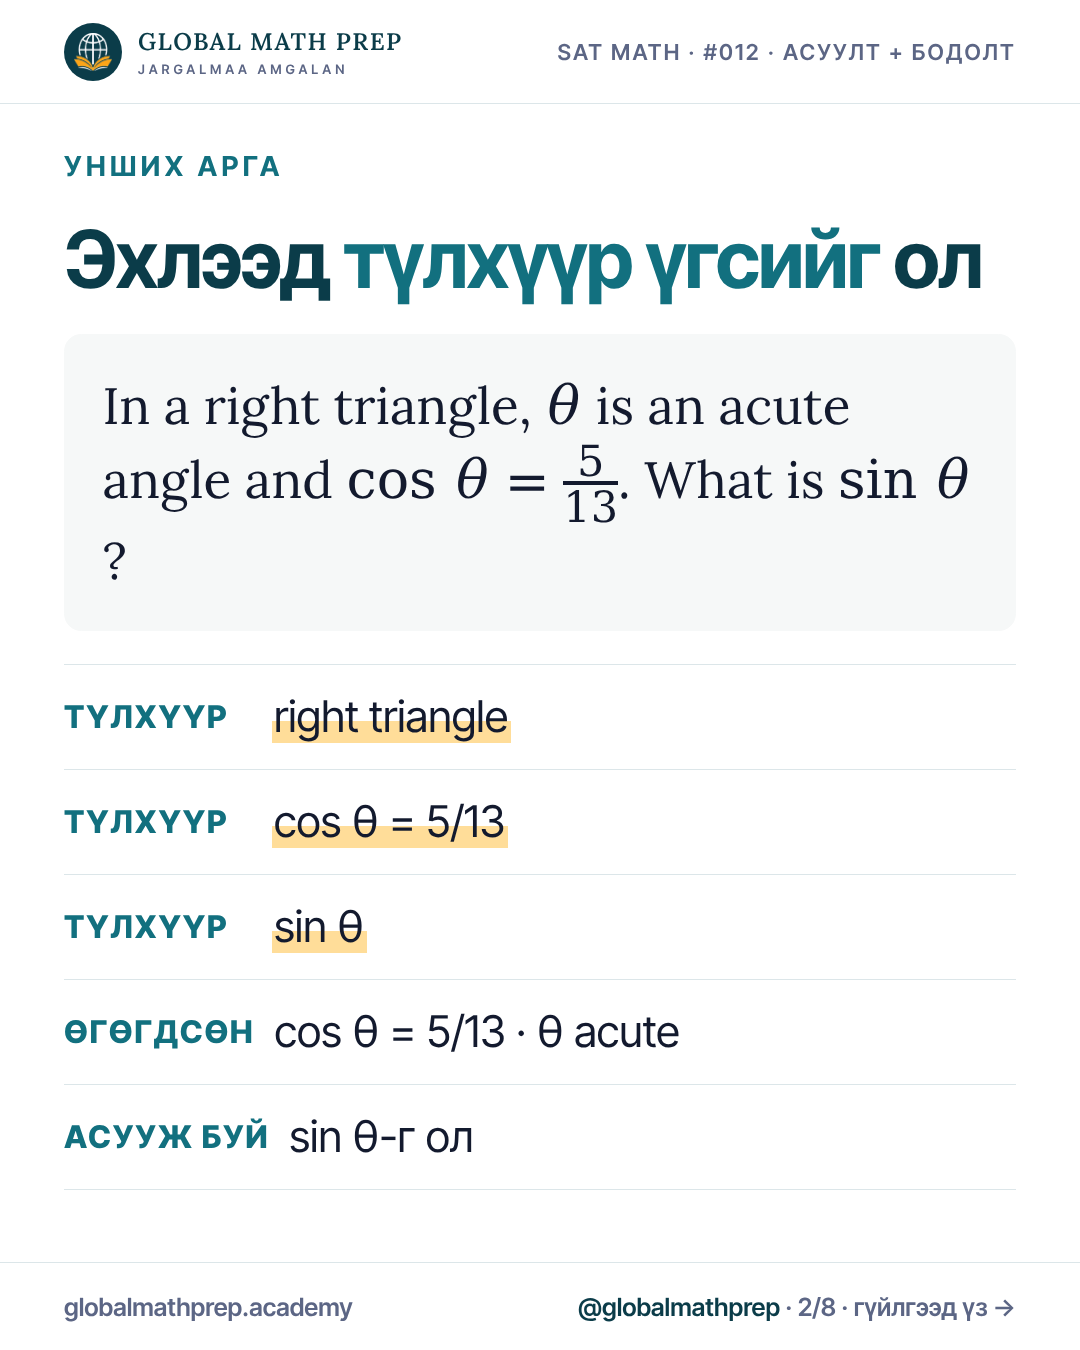 GLOBAL MATH PREP
JARGALMAA AMGALAN
SAT MATH · #012 · АСУУЛТ + БОДОЛТ
УНШИХ АРГА
Эхлээд түлхүүр үгсийг ол
In a right triangle, θ is an acute
angle and cos θ = 5/13. What is sin θ
?
ТҮЛХҮҮР right triangle
ТҮЛХҮҮР cos θ = 5/13
ТҮЛХҮҮР sin θ
ӨГӨГДСӨН cos θ = 5/13 · θ acute
АСУУЖ БУЙ sin θ-г ол
globalmathprep.academy
@globalmathprep · 2/8 · гүйлгээд үз →